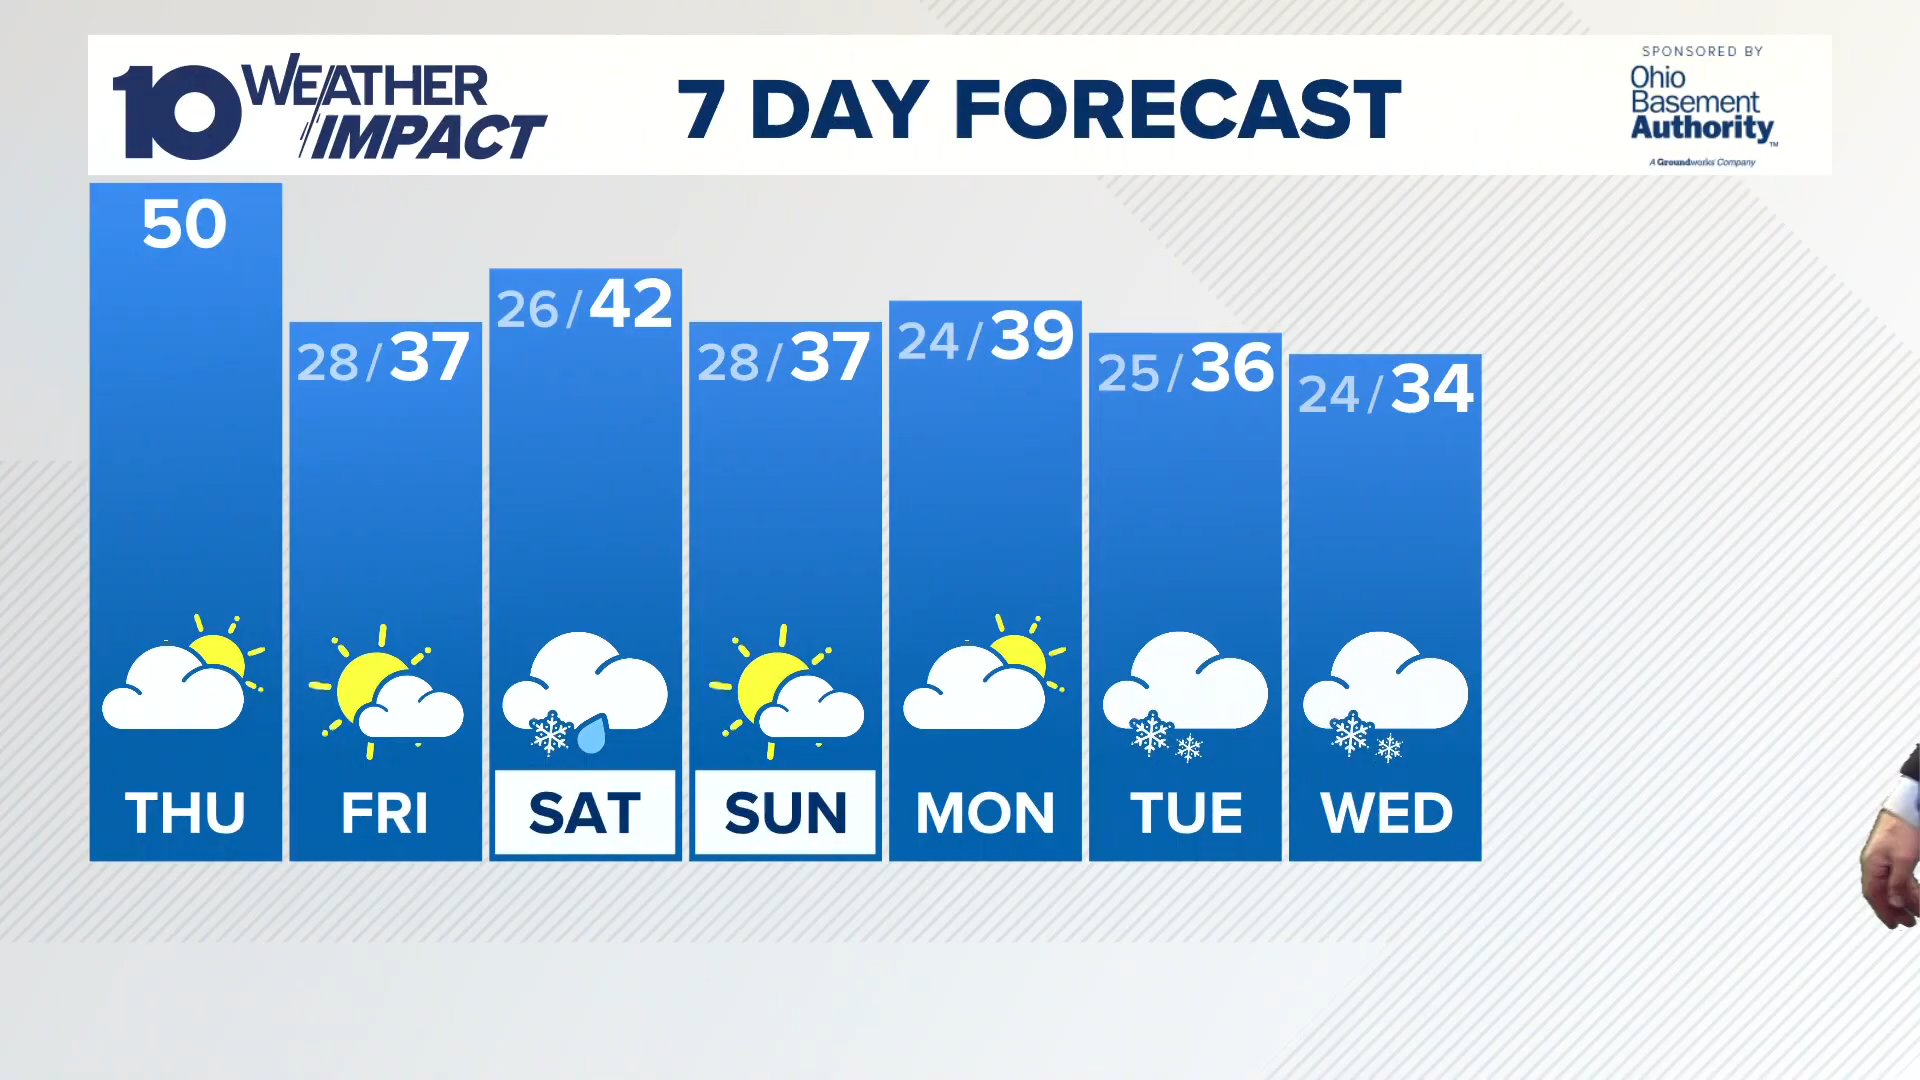 10 WEATHER IMPACT
7 DAY FORECAST
SPONSORED BY
Ohio
Basement
Authority™
A Groundworks Company
50
28/37
26/42
28/37
24/39
25/36
24/34
THU
FRI
SAT
SUN
MON
TUE
WED